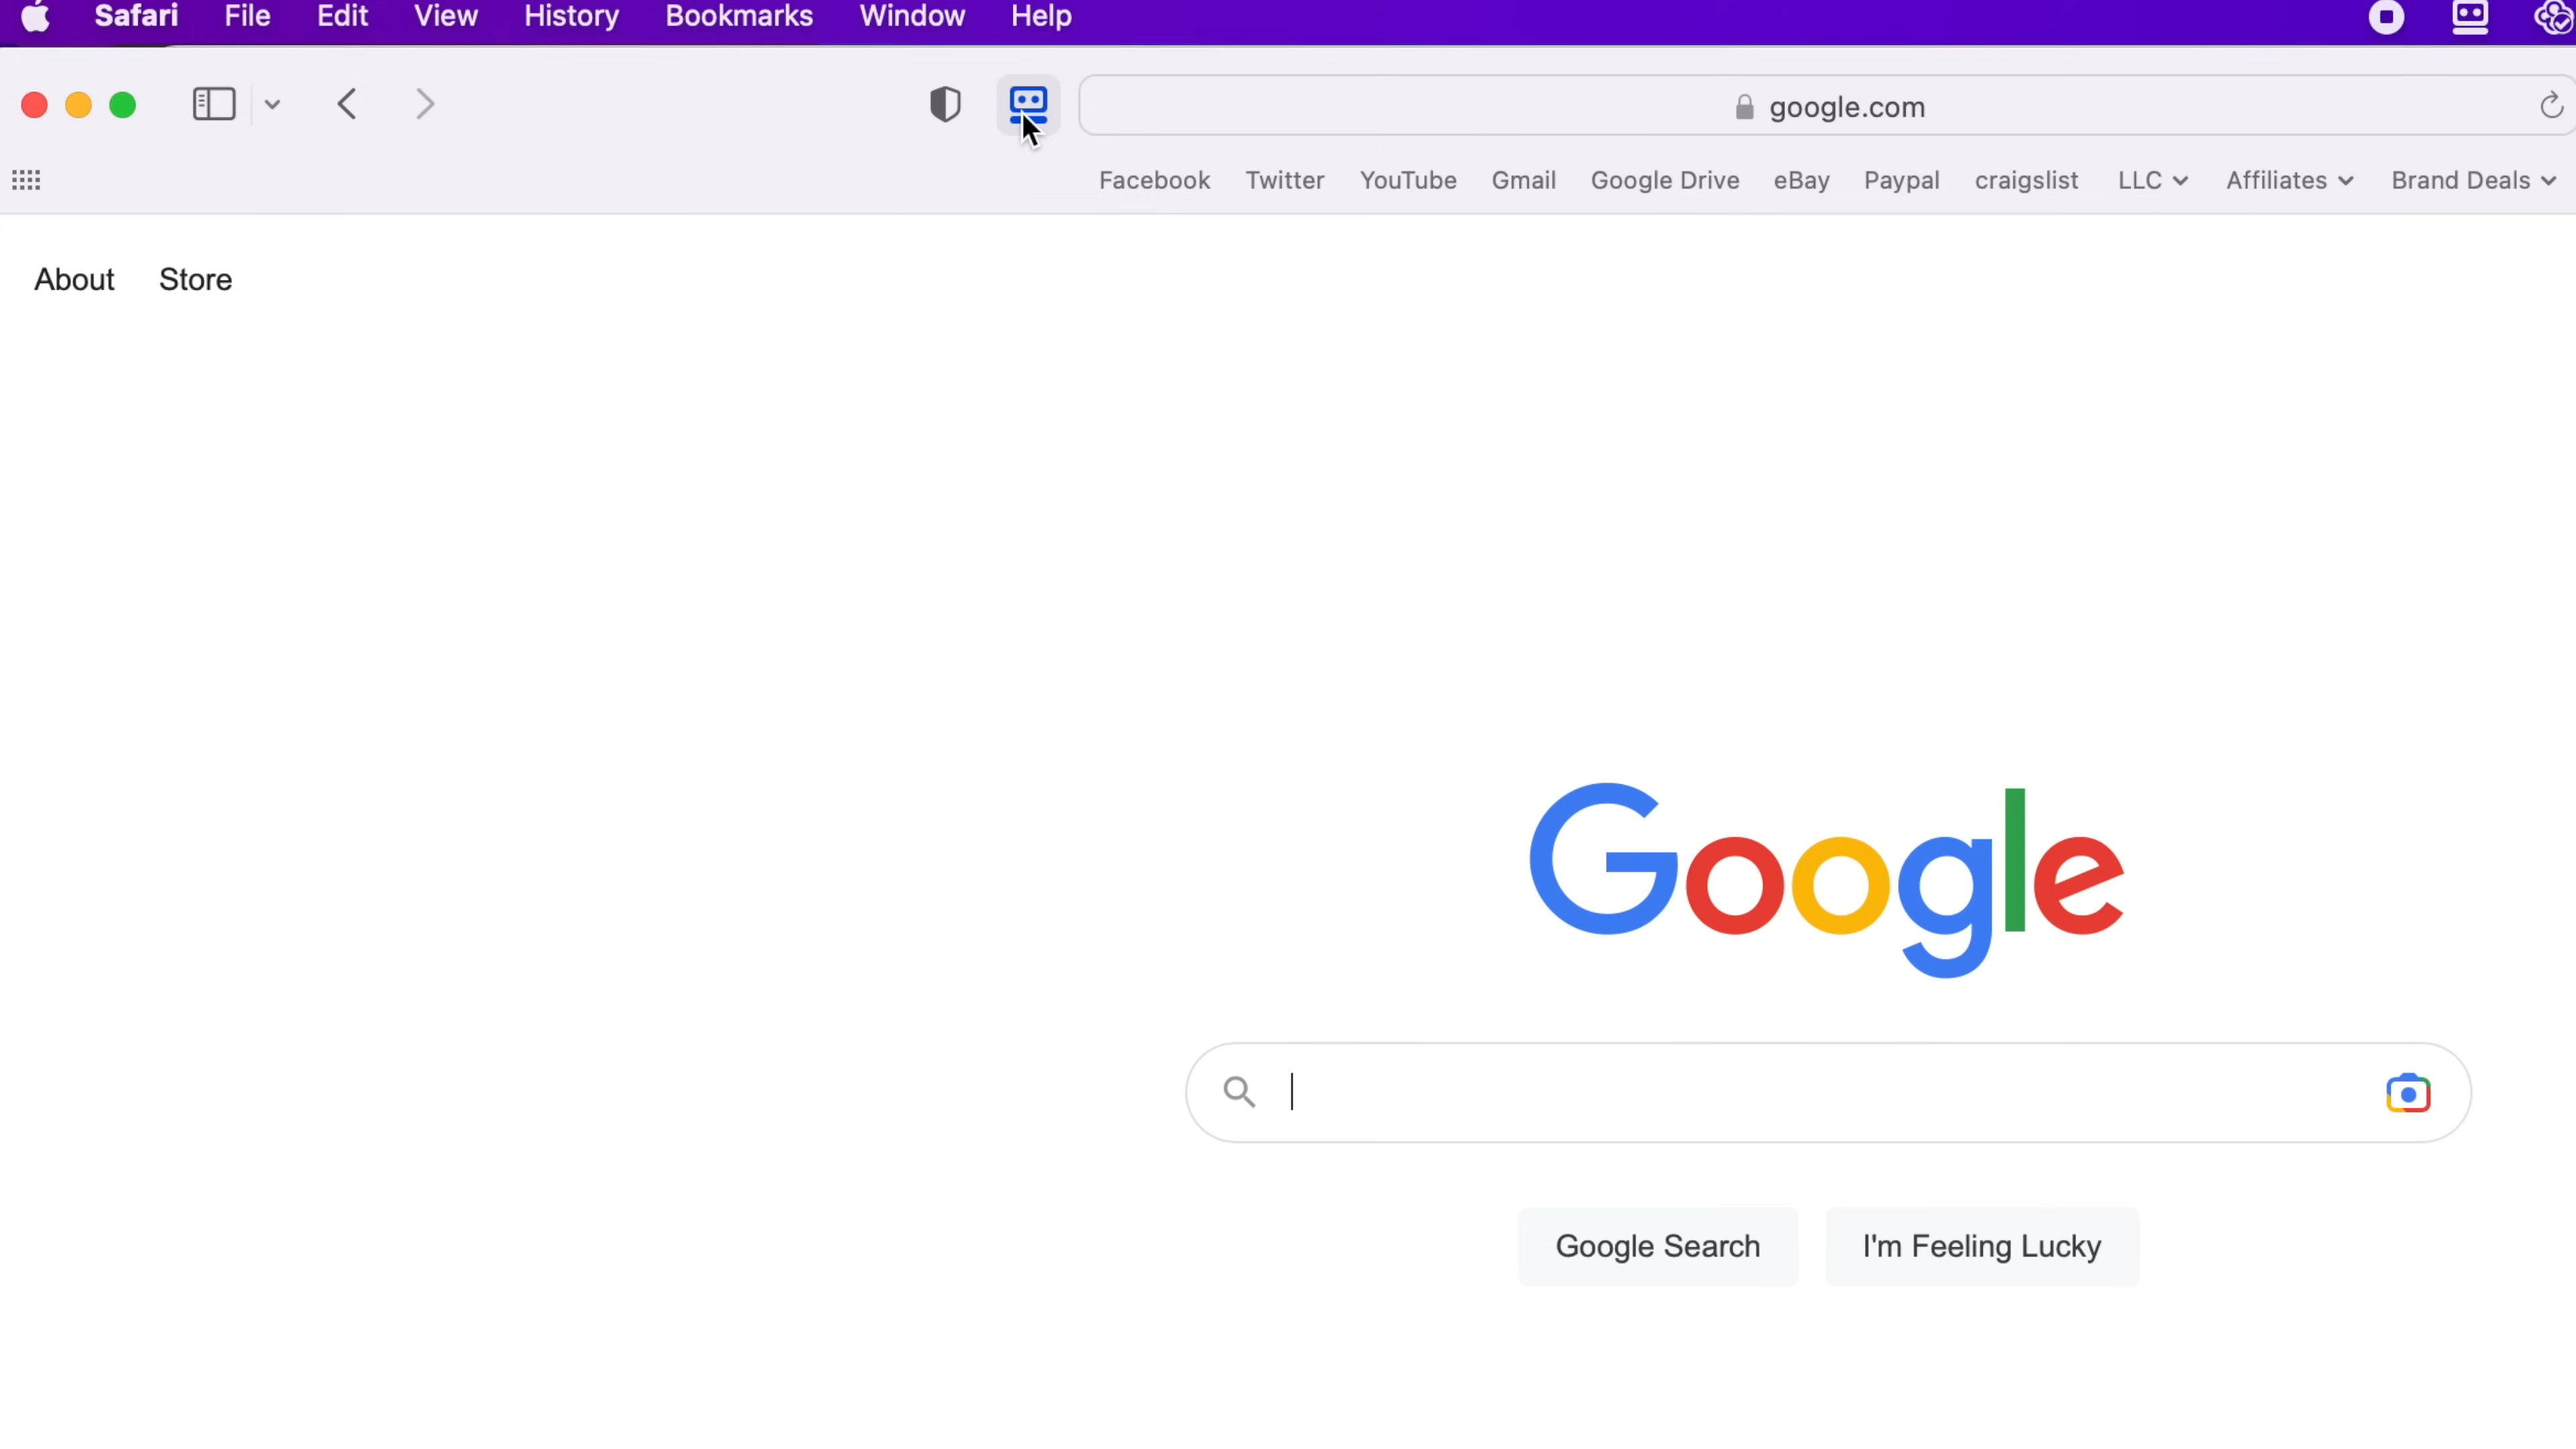 Safari File Edit View History Bookmarks Window Help
google.com
Facebook Twitter YouTube Gmail Google Drive eBay Paypal craigslist LLC Affiliates Brand Deals
About Store
Google
Google Search I'm Feeling Lucky